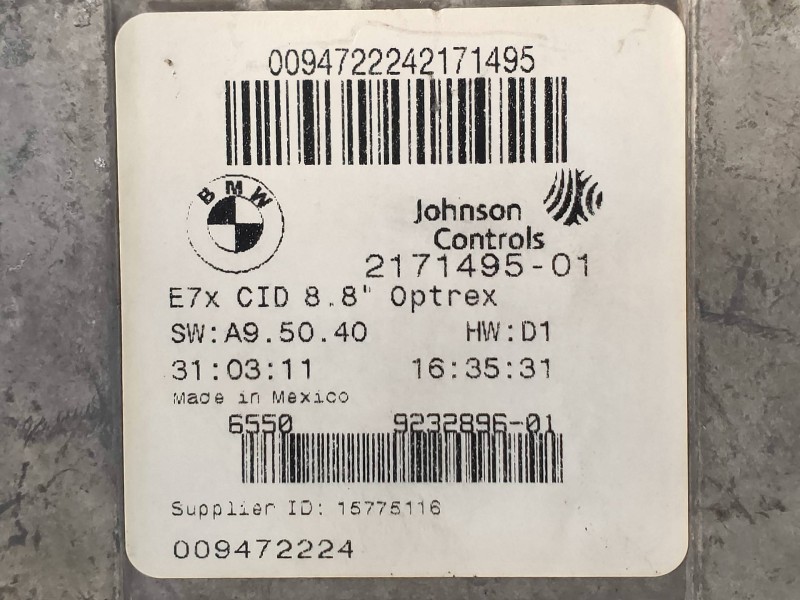 0094722242171495
BMW
Johnson
Controls
2171495-01
E7x CID 8.8" Optrex
SW:A9.50.40 HW:D1
31:03:11 16:35:31
Made in Mexico
6550 9232896-01
Supplier ID: 15775116
009472224